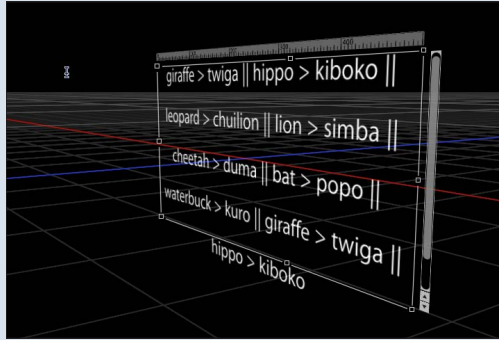 giraffe > twiga || hippo > kiboko ||
leopard > chuilion || lion > simba ||
cheetah > duma || bat > popo ||
waterbuck > kuro || giraffe > twiga ||
hippo > kiboko